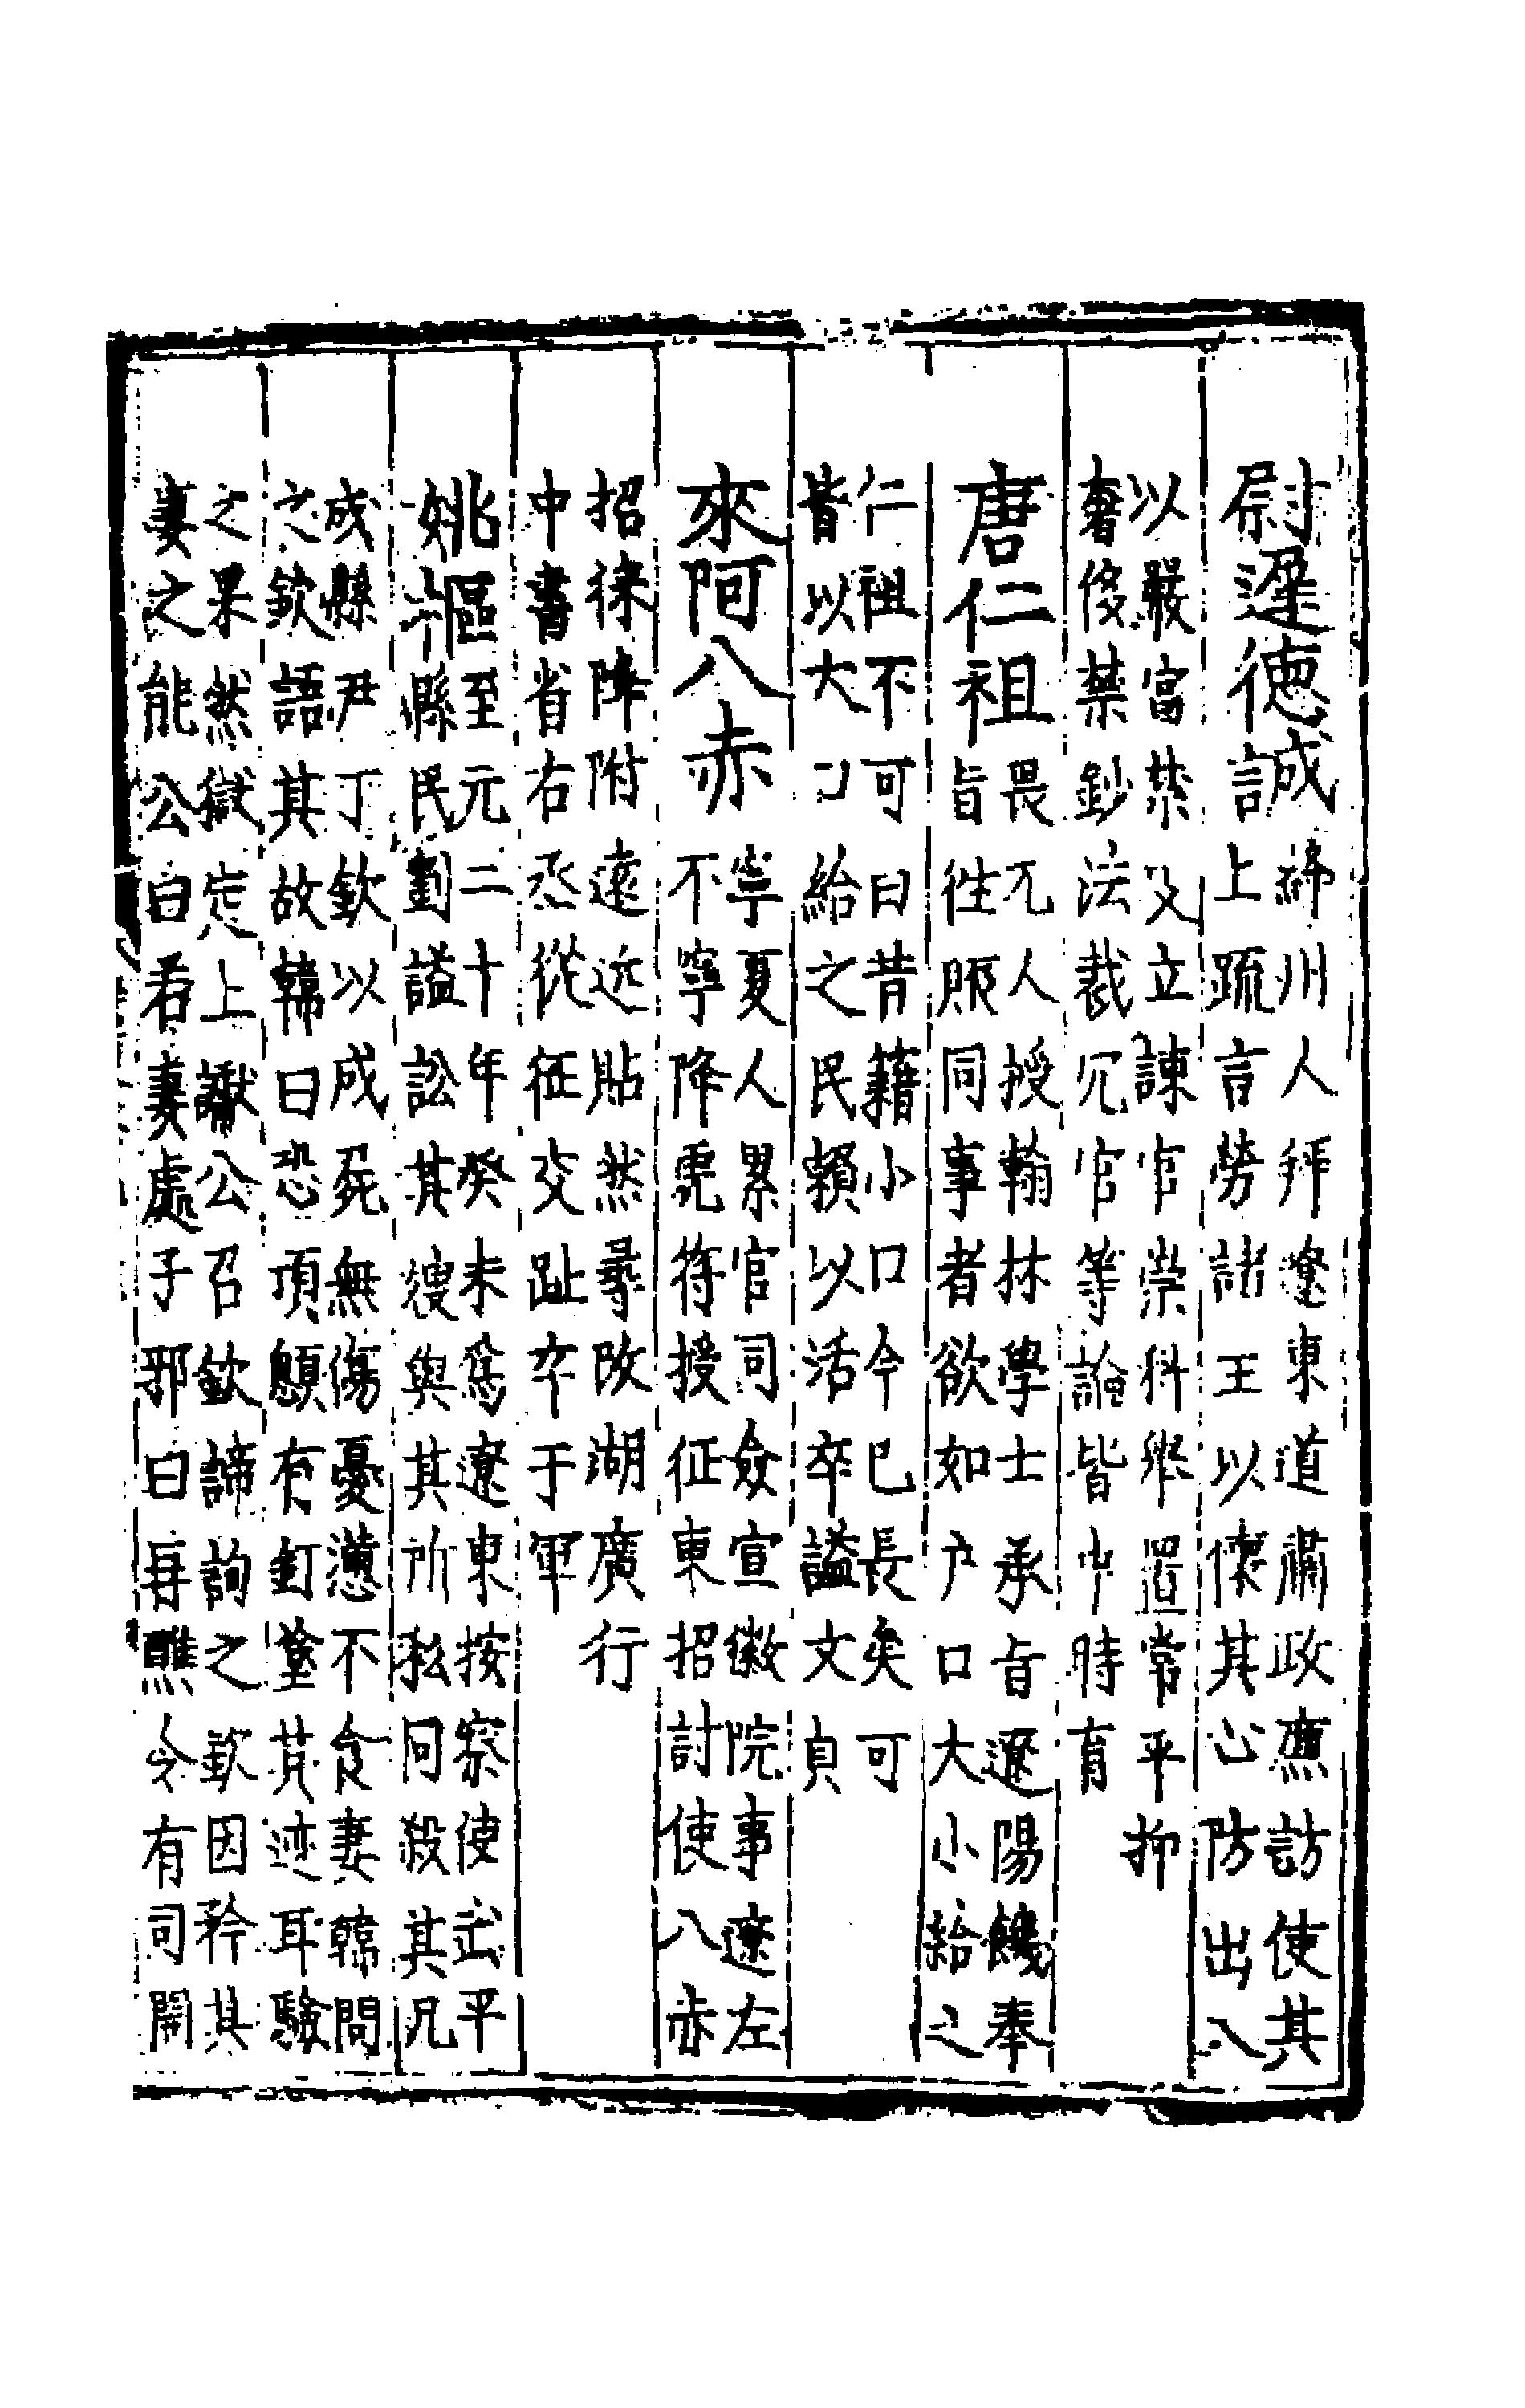 尉遲德誠絳州人拜遼東道肅政亷訪使其
上疏言勞諸王以懷其心防出入
以嚴宮禁及立諫官崇科舉置常平抑
奢侈禁鈔法裁冗官等論皆中時肓
唐仁祖畏兀人授翰林學士承旨遼陽饑奉
旨徃賑同事者欲如户口大小給之
仁祖不可曰昔籍小口今已長矣可
皆以大口給之民賴以活卒謚文貞
來阿八赤寧夏人累官司僉宣徽院事遼左
不寧降虎符授征東招討使八赤
招徠降附遠近貼然尋改湖廣行
中書省右丞從征交趾卒于軍
姚樞至元二十年癸未爲遼東按察使武平
縣民劉謚訟其嫂與其所私同殺其兄
成縣尹丁欽以成死無傷憂懣不食妻韓問
之欽語其故韓曰恐頂顖有釘塗其迹耳驗
之果然獄定上讞公召欽諦詢之欽因矜其
妻之能公曰若妻處子邪曰再醮令有司開